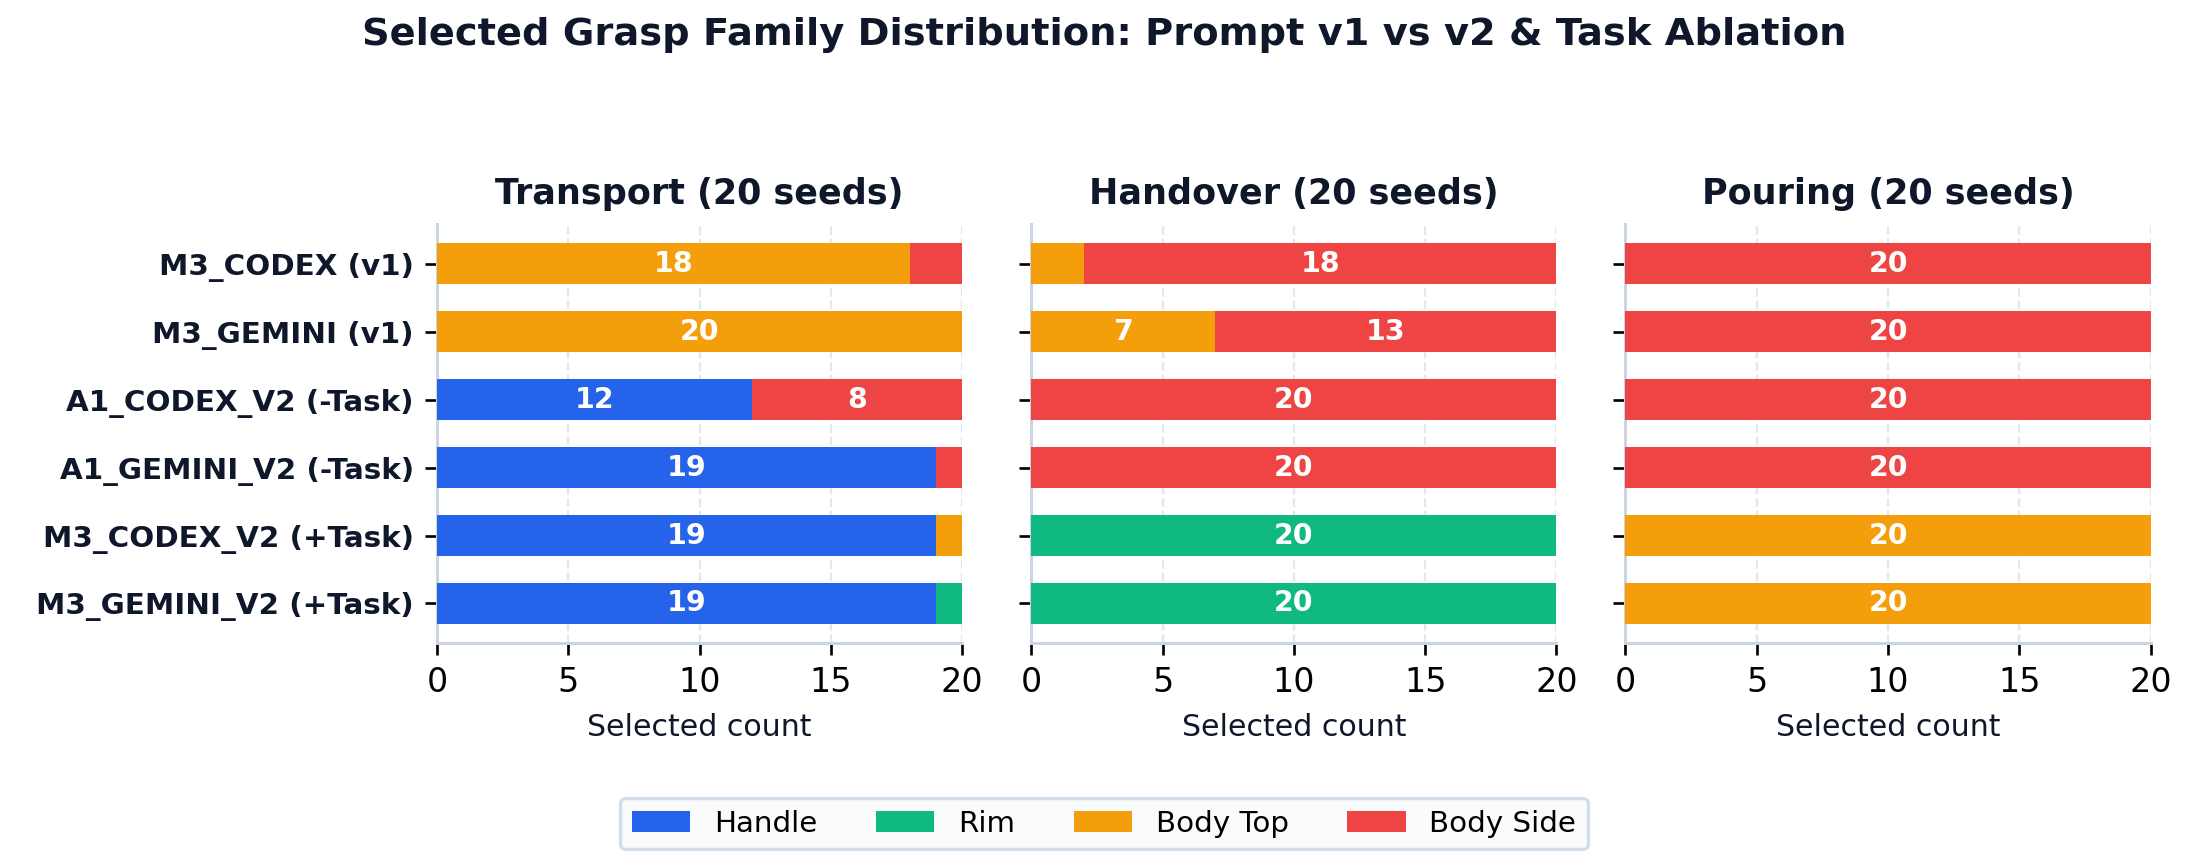 Selected Grasp Family Distribution: Prompt v1 vs v2 & Task Ablation
Transport (20 seeds)
Handover (20 seeds)
Pouring (20 seeds)
M3_CODEX (v1)
18
18
20
M3_GEMINI (v1)
20
7
13
20
A1_CODEX_V2 (-Task)
12
8
20
20
A1_GEMINI_V2 (-Task)
19
20
20
M3_CODEX_V2 (+Task)
19
20
20
M3_GEMINI_V2 (+Task)
19
20
20
0 5 10 15 20
0 5 10 15 20
0 5 10 15 20
Selected count
Selected count
Selected count
Handle
Rim
Body Top
Body Side